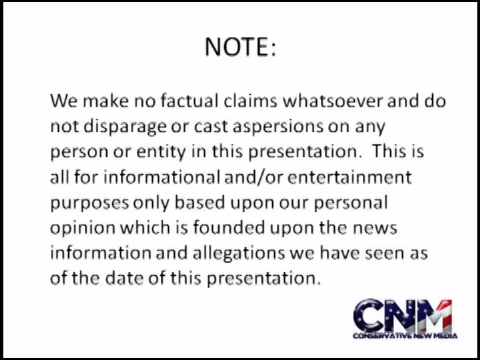 NOTE:
We make no factual claims whatsoever and do
not disparage or cast aspersions on any
person or entity in this presentation.  This is
all for informational and/or entertainment
purposes only based upon our personal
opinion which is founded upon the news
information and allegations we have seen as
of the date of this presentation.
CNM
CONSERVATIVE NEW MEDIA